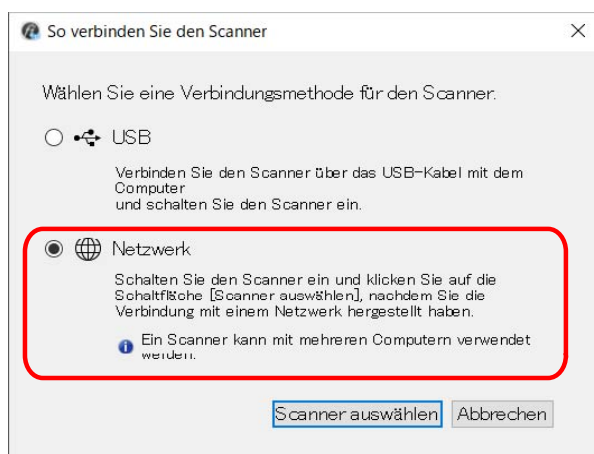 So verbinden Sie den Scanner
Wählen Sie eine Verbindungsmethode für den Scanner.
USB
Verbinden Sie den Scanner über das USB-Kabel mit dem
Computer
und schalten Sie den Scanner ein.
Netzwerk
Schalten Sie den Scanner ein und klicken Sie auf die
Schaltfläche [Scanner auswählen], nachdem Sie die
Verbindung mit einem Netzwerk hergestellt haben.
Ein Scanner kann mit mehreren Computern verwendet
werden.
Scanner auswählen Abbrechen